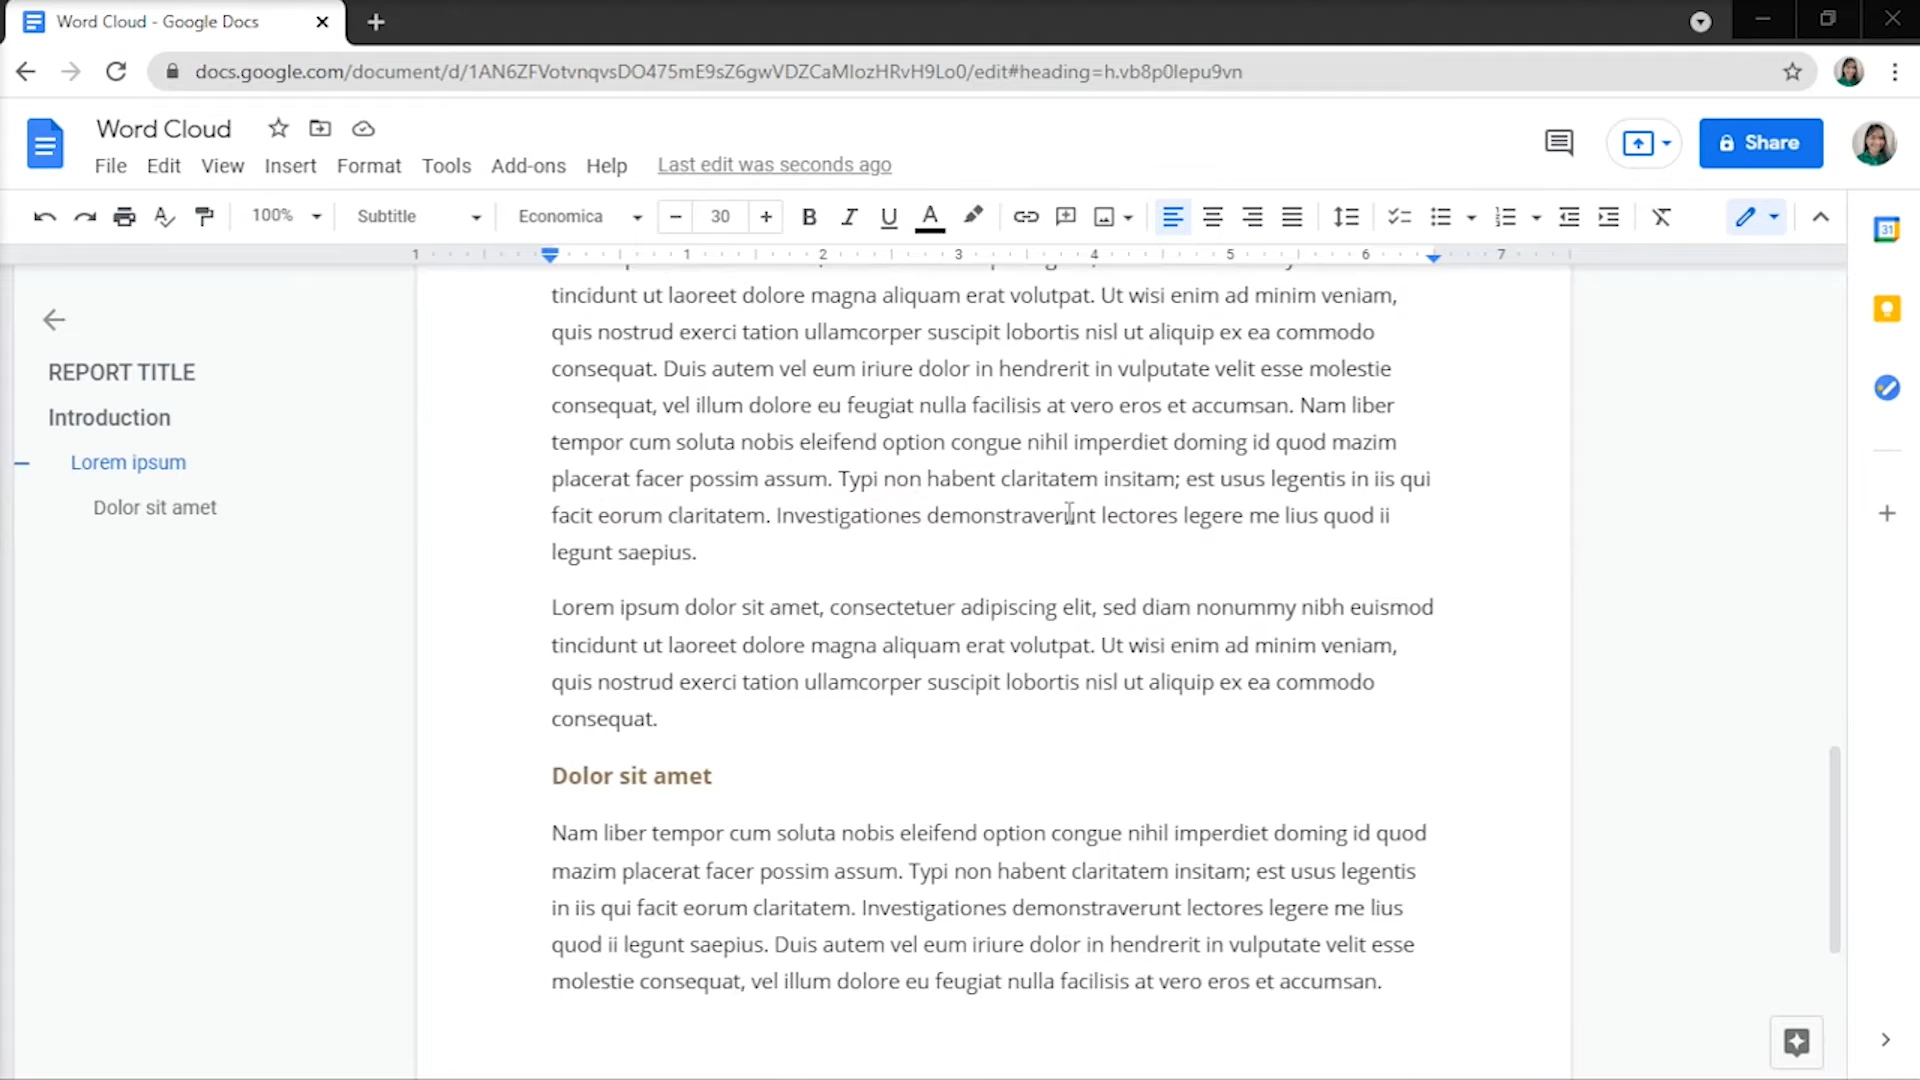 Word Cloud - Google Docs
docs.google.com/document/d/1AN6ZFVotvnqvsDO475mE9sZ6gwVDZCaMIozHRvH9Lo0/edit#heading=h.vb8p0lepu9vn
Word Cloud
Share
File Edit View Insert Format Tools Add-ons Help Last edit was seconds ago
100% Subtitle Economica 30 B I U A
31
1 1 2 3 4 5 6 7
REPORT TITLE
Introduction
Lorem ipsum
Dolor sit amet
tincidunt ut laoreet dolore magna aliquam erat volutpat. Ut wisi enim ad minim veniam,
quis nostrud exerci tation ullamcorper suscipit lobortis nisl ut aliquip ex ea commodo
consequat. Duis autem vel eum iriure dolor in hendrerit in vulputate velit esse molestie
consequat, vel illum dolore eu feugiat nulla facilisis at vero eros et accumsan. Nam liber
tempor cum soluta nobis eleifend option congue nihil imperdiet doming id quod mazim
placerat facer possim assum. Typi non habent claritatem insitam; est usus legentis in iis qui
facit eorum claritatem. Investigationes demonstraverunt lectores legere me lius quod ii
legunt saepius.
Lorem ipsum dolor sit amet, consectetuer adipiscing elit, sed diam nonummy nibh euismod
tincidunt ut laoreet dolore magna aliquam erat volutpat. Ut wisi enim ad minim veniam,
quis nostrud exerci tation ullamcorper suscipit lobortis nisl ut aliquip ex ea commodo
consequat.
Dolor sit amet
Nam liber tempor cum soluta nobis eleifend option congue nihil imperdiet doming id quod
mazim placerat facer possim assum. Typi non habent claritatem insitam; est usus legentis
in iis qui facit eorum claritatem. Investigationes demonstraverunt lectores legere me lius
quod ii legunt saepius. Duis autem vel eum iriure dolor in hendrerit in vulputate velit esse
molestie consequat, vel illum dolore eu feugiat nulla facilisis at vero eros et accumsan.